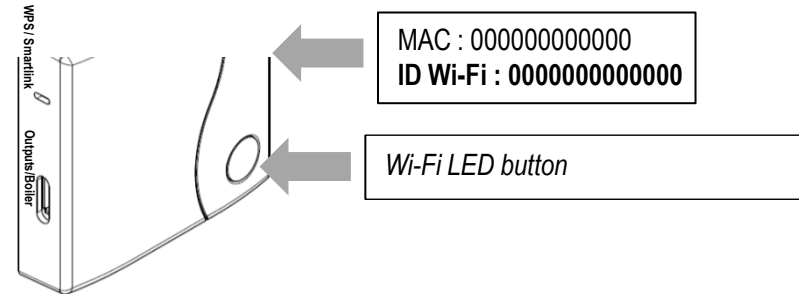 WPS / Smartlink
Outputs/Boiler
MAC : 000000000000
ID Wi-Fi : 0000000000000
Wi-Fi LED button